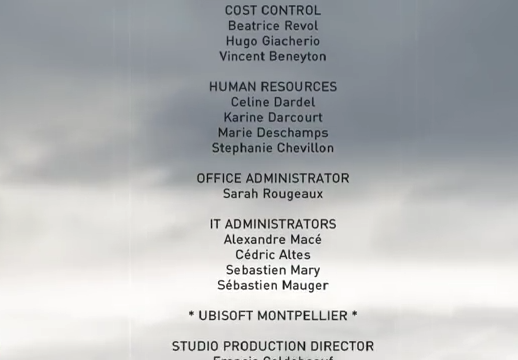 COST CONTROL
Beatrice Revol
Hugo Giacherio
Vincent Beneyton
HUMAN RESOURCES
Celine Dardel
Karine Darcourt
Marie Deschamps
Stephanie Chevillon
OFFICE ADMINISTRATOR
Sarah Rougeaux
IT ADMINISTRATORS
Alexandre Macé
Cédric Altes
Sebastien Mary
Sébastien Mauger
* UBISOFT MONTPELLIER *
STUDIO PRODUCTION DIRECTOR